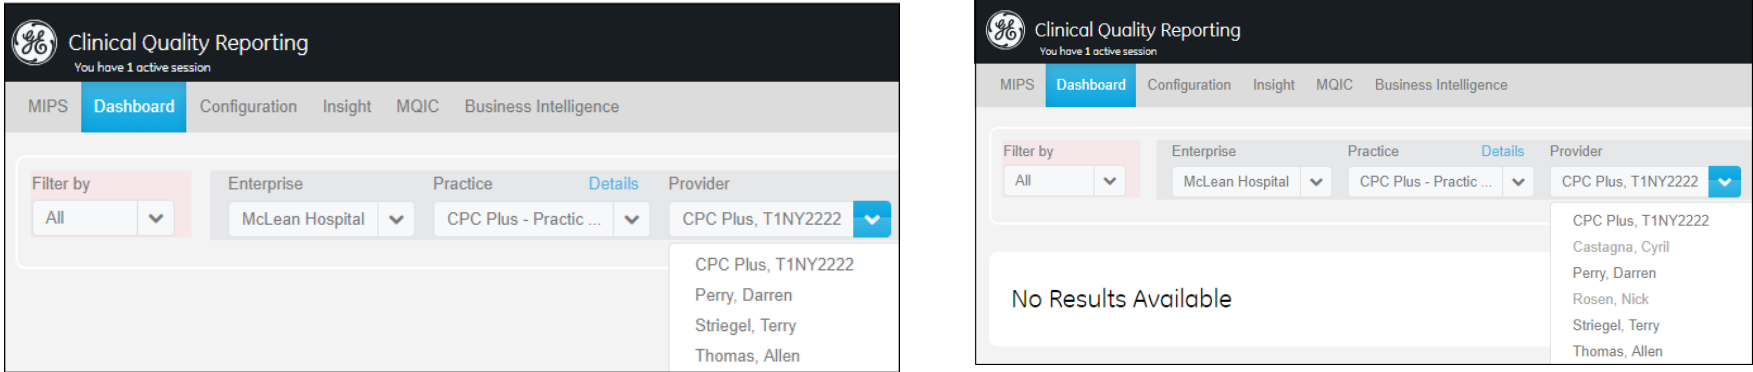 Clinical Quality Reporting
You have 1 active session
MIPS Dashboard Configuration Insight MQIC Business Intelligence
Filter by Enterprise Practice Details Provider
All McLean Hospital CPC Plus - Practic ... CPC Plus, T1NY2222
CPC Plus, T1NY2222
Perry, Darren
Striegel, Terry
Thomas, Allen
Clinical Quality Reporting
You have 1 active session
MIPS Dashboard Configuration Insight MQIC Business Intelligence
Filter by Enterprise Practice Details Provider
All McLean Hospital CPC Plus - Practic ... CPC Plus, T1NY2222
CPC Plus, T1NY2222
Castagna, Cyril
Perry, Darren
Rosen, Nick
Striegel, Terry
Thomas, Allen
No Results Available